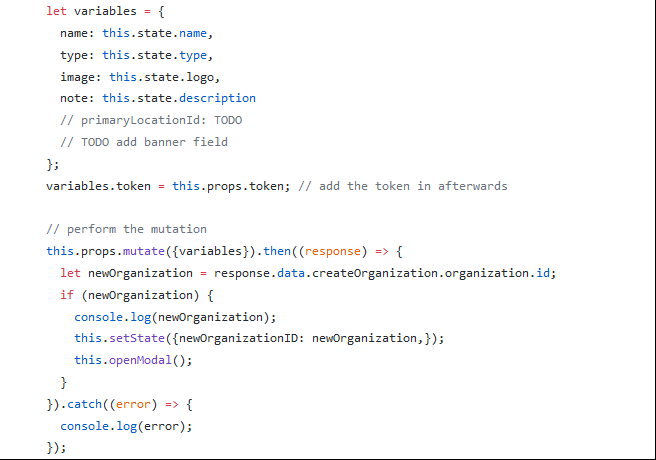 let variables = {
  name: this.state.name,
  type: this.state.type,
  image: this.state.logo,
  note: this.state.description
  // primaryLocationId: TODO
  // TODO add banner field
};
variables.token = this.props.token; // add the token in afterwards

// perform the mutation
this.props.mutate({variables}).then((response) => {
  let newOrganization = response.data.createOrganization.organization.id;
  if (newOrganization) {
    console.log(newOrganization);
    this.setState({newOrganizationID: newOrganization,});
    this.openModal();
  }
}).catch((error) => {
  console.log(error);
});